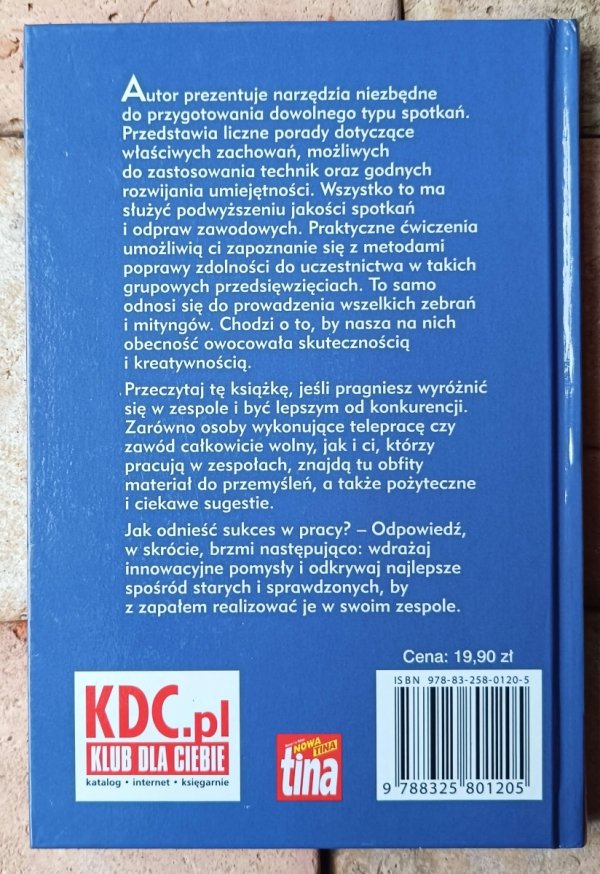 Autor prezentuje narzędzia niezbędne
do przygotowania dowolnego typu spotkań.
Przedstawia liczne porady dotyczące
właściwych zachowań, możliwych
do zastosowania technik oraz godnych
rozwijania umiejętności. Wszystko to ma
służyć podwyższeniu jakości spotkań
i odpraw zawodowych. Praktyczne ćwiczenia
umożliwią ci zapoznanie się z metodami
poprawy zdolności do uczestnictwa w takich
grupowych przedsięwzięciach. To samo
odnosi się do prowadzenia wszelkich zebrań
i mityngów. Chodzi o to, by nasza na nich
obecność owocowała skutecznością
i kreatywnością.
Przeczytaj tę książkę, jeśli pragniesz wyróżnić
się w zespole i być lepszym od konkurencji.
Zarówno osoby wykonujące telepracę czy
zawód całkowicie wolny, jak i ci, którzy
pracują w zespołach, znajdą tu obfity
materiał do przemyśleń, a także pożyteczne
i ciekawe sugestie.
Jak odnieść sukces w pracy? – Odpowiedź,
w skrócie, brzmi następująco: wdrażaj
innowacyjne pomysły i odkrywaj najlepsze
spośród starych i sprawdzonych, by
z zapałem realizować je w swoim zespole.
Cena: 19,90 zł
KDC.pl
KLUB DLA CIEBIE
katalog • internet • księgarnie
NOWA
TINA
tina
ISBN 978-83-258-0120-5
9 788325 801205